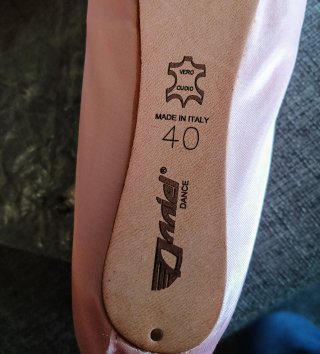 VERO
CUOIO
MADE IN ITALY
40
®
DANCE